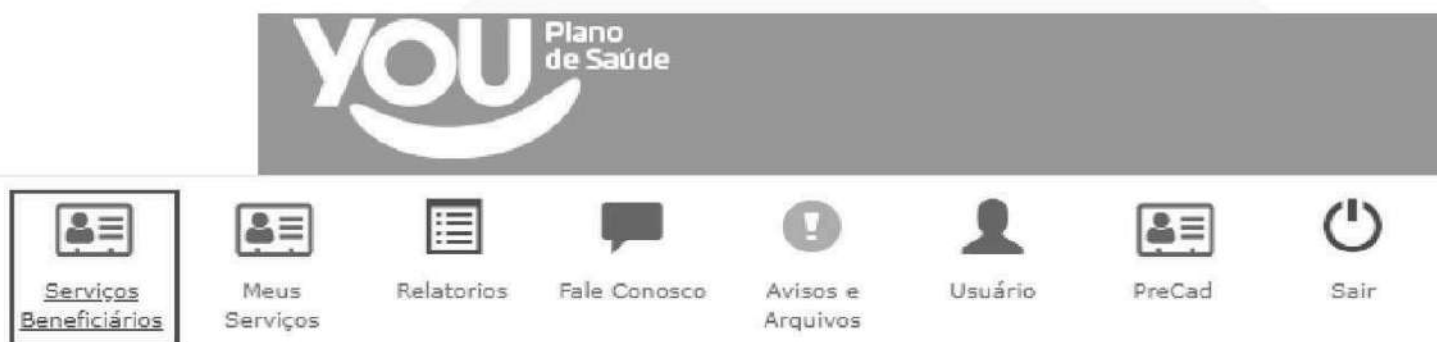 YOU Plano
de Saúde
Serviços
Beneficiários
Meus
Serviços
Relatorios
Fale Conosco
Avisos e
Arquivos
Usuário
PreCad
Sair